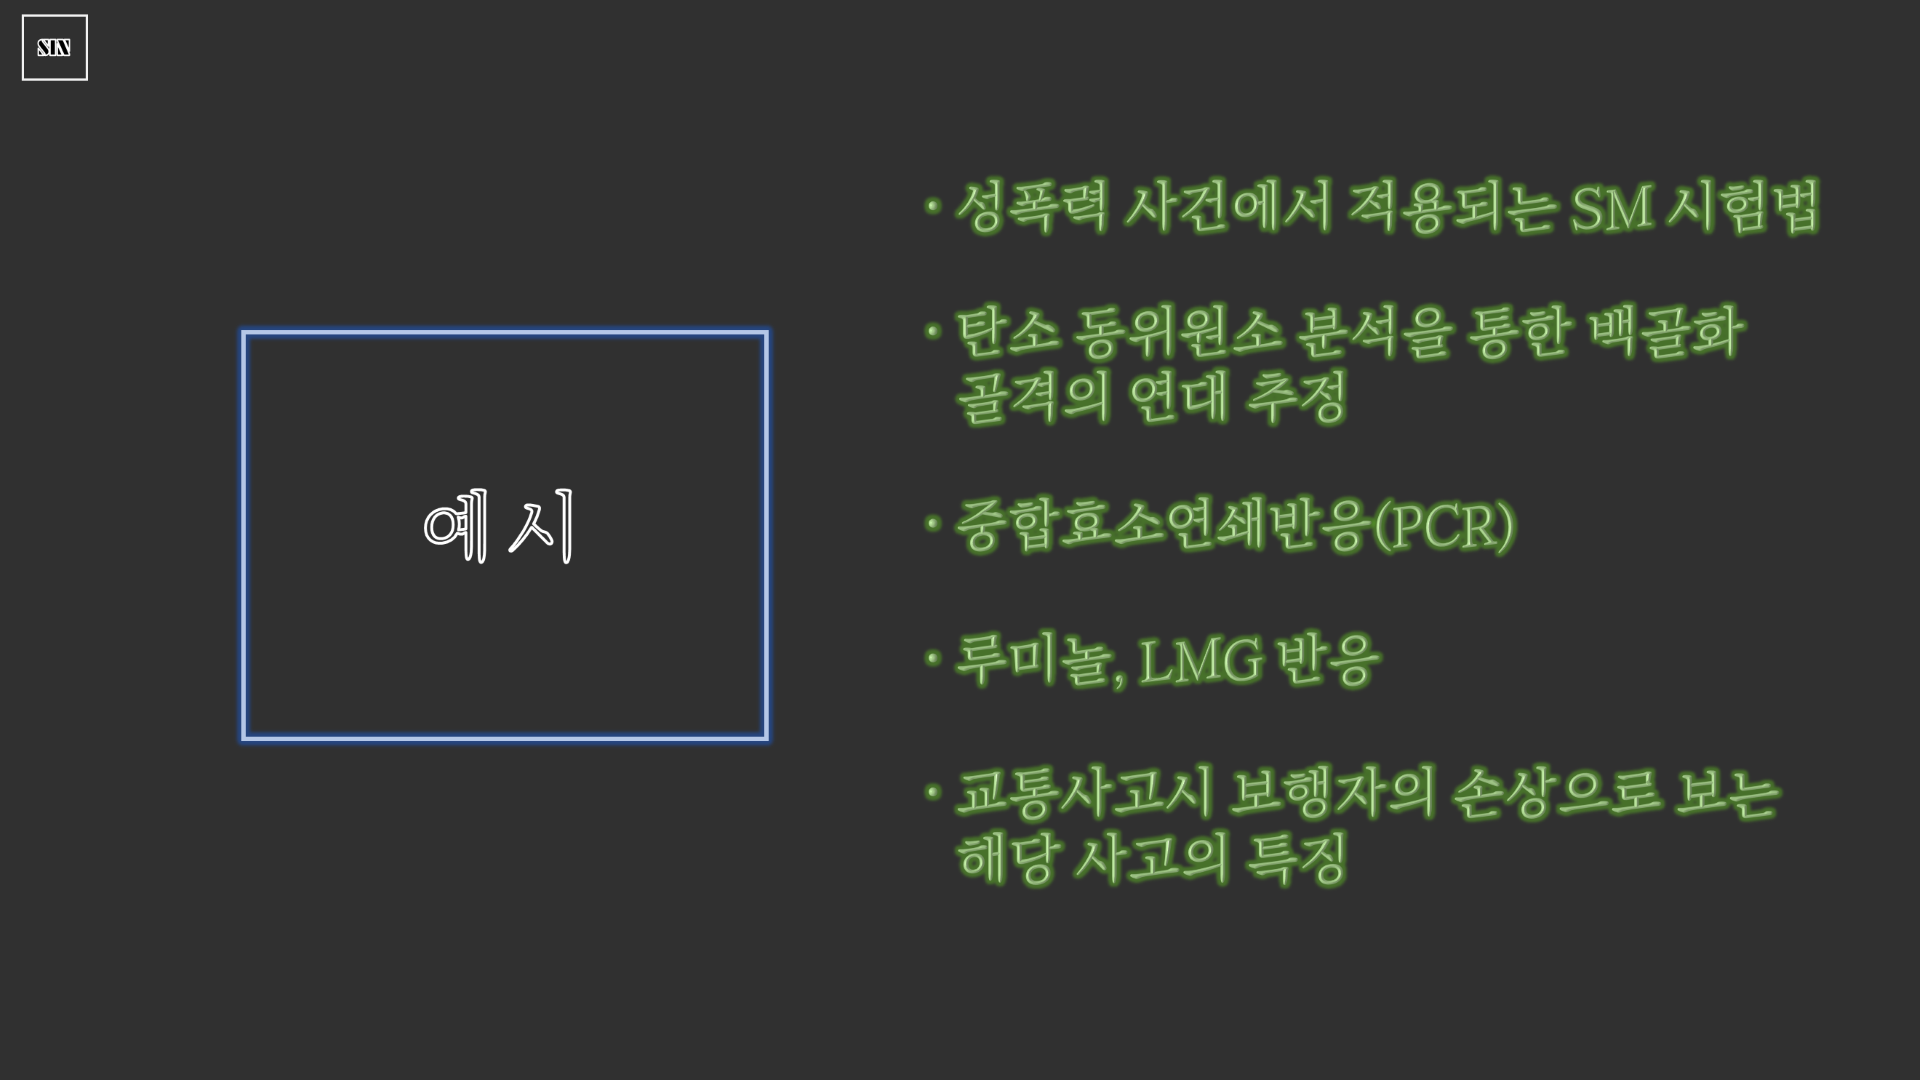 SIN
예시
· 성폭력 사건에서 적용되는 SM 시험법
· 탄소 동위원소 분석을 통한 백골화
골격의 연대 추정
· 중합효소연쇄반응(PCR)
· 루미놀, LMG 반응
· 교통사고시 보행자의 손상으로 보는
해당 사고의 특징